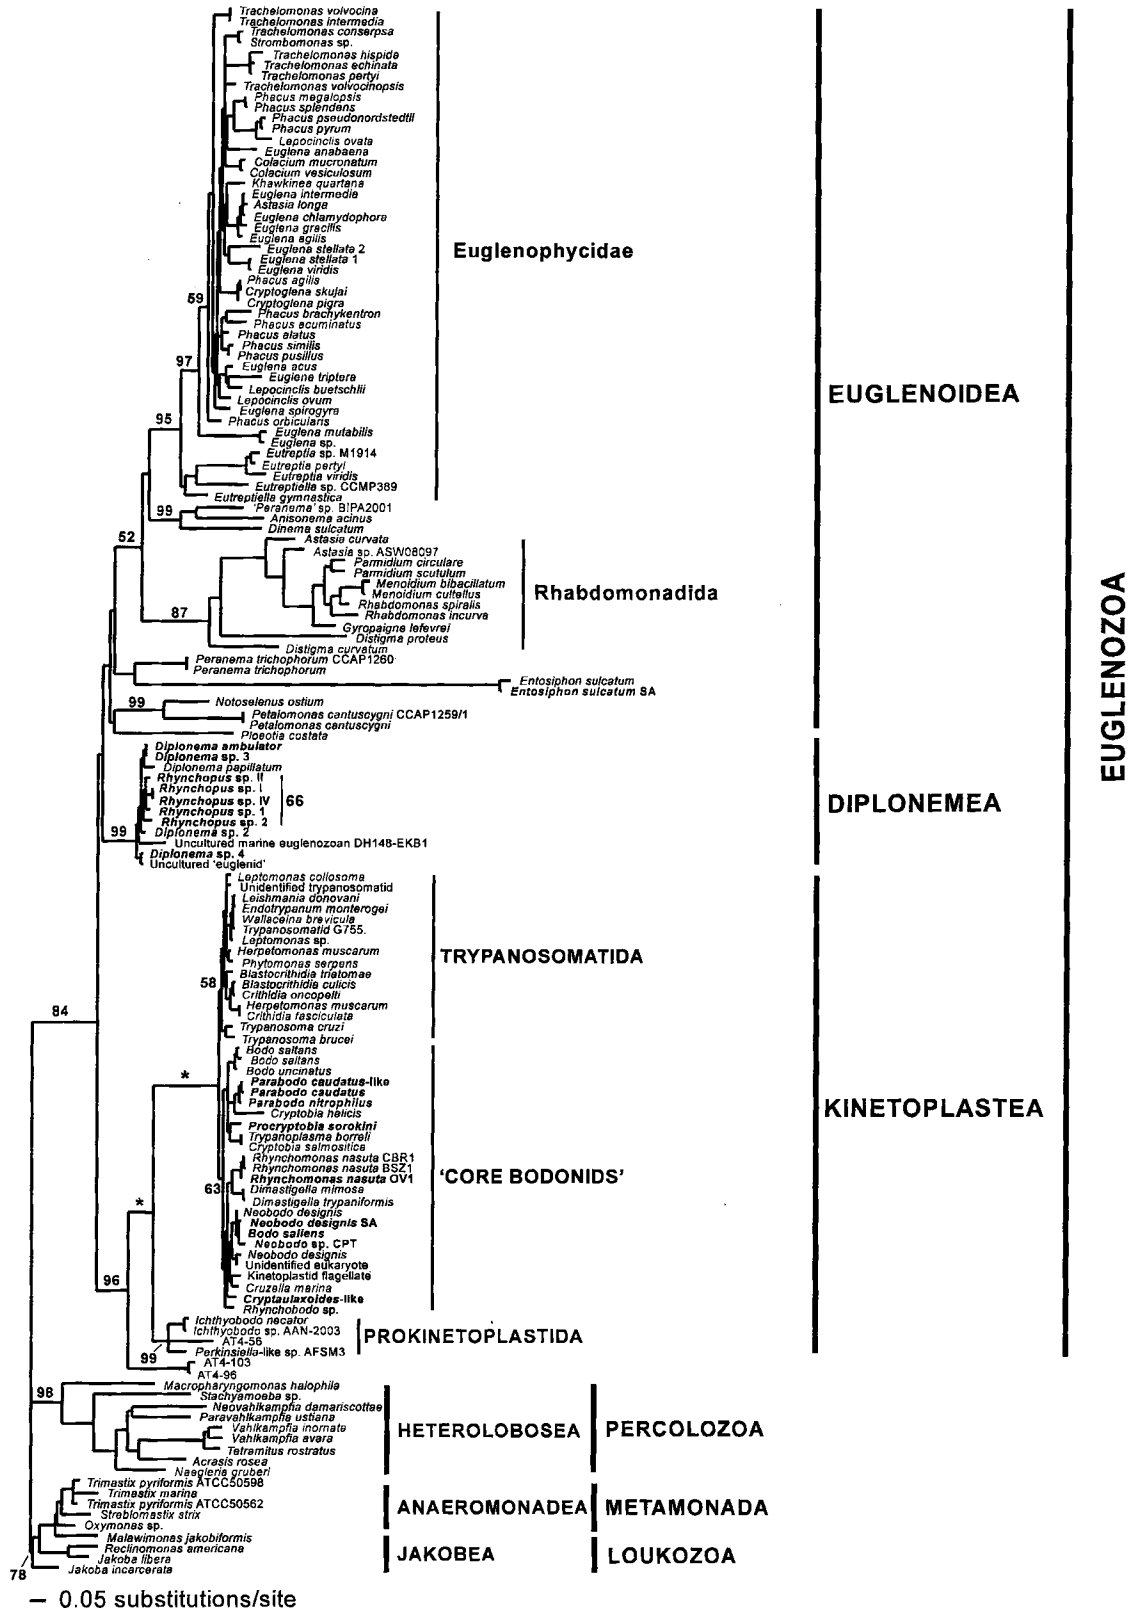 Trachelomonas volvocina
Trachelomonas intermedia
Trachelomonas conserpsa
Strombomonas sp.
Trachelomonas hispida
Trachelomonas echinata
Trachelomonas pertyi
Trachelomonas volvocinopsis
Phacus megalopsis
Phacus splendens
Phacus pseudonordstedtii
Phacus pyrum
Lepocinclis ovata
Euglena anabaena
Colacium mucronatum
Colacium vesiculosum
Khawkinea quartana
Euglena intermedia
Astasia longa
Euglena chlamydophora
Euglena gracilis
Euglena agilis
Euglena stellata 2
Euglena stellata 1
Euglena viridis
Phacus agilis
Cryptoglena skujai
Cryptoglena pigra
Phacus brachykentron
Phacus acuminatus
Phacus alatus
Phacus similis
Phacus pusillus
Euglena acus
Euglena triptera
Lepocinclis buetschlii
Lepocinclis ovum
Euglena spirogyra
Phacus orbicularis
Euglena mutabilis
Euglena sp.
Eutreptia sp. M1914
Eutreptia pertyi
Eutreptia viridis
Eutreptiella sp. CCMP389
Eutreptiella gymnastica
Euglenophycidae
59
97
95
'Peranema' sp. BIPA2001
Anisonema acinus
Dinema sulcatum
99
52
Astasia curvata
Astasia sp. ASW08097
Parmidium circulare
Parmidium scutulum
Menoidium bibacillatum
Menoidium cultellus
Rhabdomonas spiralis
Rhabdomonas incurva
Gyropaigne lefevrei
Distigma proteus
Distigma curvatum
Rhabdomonadida
87
Peranema trichophorum CCAP1260
Peranema trichophorum
Entosiphon sulcatum
Entosiphon sulcatum SA
Notoselenus ostium
Petalomonas cantuscygni CCAP1259/1
Petalomonas cantuscygni
Ploeotia costata
99
EUGLENOIDEA
Diplonema ambulator
Diplonema sp. 3
Diplonema papillatum
Rhynchopus sp. II
Rhynchopus sp. I
Rhynchopus sp. IV
Rhynchopus sp. 1
Rhynchopus sp. 2
66
Diplonema sp. 2
Uncultured marine euglenozoan DH148-EKB1
Diplonema sp. 4
Uncultured 'euglenid'
99
DIPLONEMEA
EUGLENOZOA
Leptomonas collosoma
Unidentified trypanosomatid
Leishmania donovani
Endotrypanum monterogei
Wallaceina brevicula
Trypanosomatid G755.
Leptomonas sp.
Herpetomonas muscarum
Phytomonas serpens
Blastocrithidia triatomae
Blastocrithidia culicis
Crithidia oncopelti
Herpetomonas muscarum
Crithidia fasciculata
Trypanosoma cruzi
Trypanosoma brucei
TRYPANOSOMATIDA
58
84
*
Bodo saltans
Bodo saltans
Bodo uncinatus
Parabodo caudatus-like
Parabodo caudatus
Parabodo nitrophilus
Cryptobia helicis
Procryptobia sorokini
Trypanoplasma borreli
Cryptobia salmositica
Rhynchomonas nasuta CBR1
Rhynchomonas nasuta BSZ1
Rhynchomonas nasuta OV1
Dimastigella mimosa
Dimastigella trypaniformis
Neobodo designis
Neobodo designis SA
Bodo saliens
Neobodo sp. CPT
Neobodo designis
Unidentified eukaryote
Kinetoplastid flagellate
Cruzella marina
Cryptaulaxoides-like
Rhynchobodo sp.
'CORE BODONIDS'
63
KINETOPLASTEA
*
96
Ichthyobodo necator
Ichthyobodo sp. AAN-2003
AT4-56
Perkinsiella-like sp. AFSM3
PROKINETOPLASTIDA
99
AT4-103
AT4-96
98
Macropharyngomonas halophila
Stachyamoeba sp.
Neovahlkampfia damariscottae
Paravahlkampfia ustiana
Vahlkampfia inornata
Vahlkampfia avara
Tetramitus rostratus
Acrasis rosea
Naegleria gruberi
HETEROLOBOSEA
PERCOLOZOA
Trimastix pyriformis ATCC50598
Trimastix marina
Trimastix pyriformis ATCC50562
Streblomastix strix
Oxymonas sp.
ANAEROMONADEA
METAMONADA
Malawimonas jakobiformis
Reclinomonas americana
Jakoba libera
Jakoba incarcerata
JAKOBEA
LOUKOZOA
78
0.05 substitutions/site